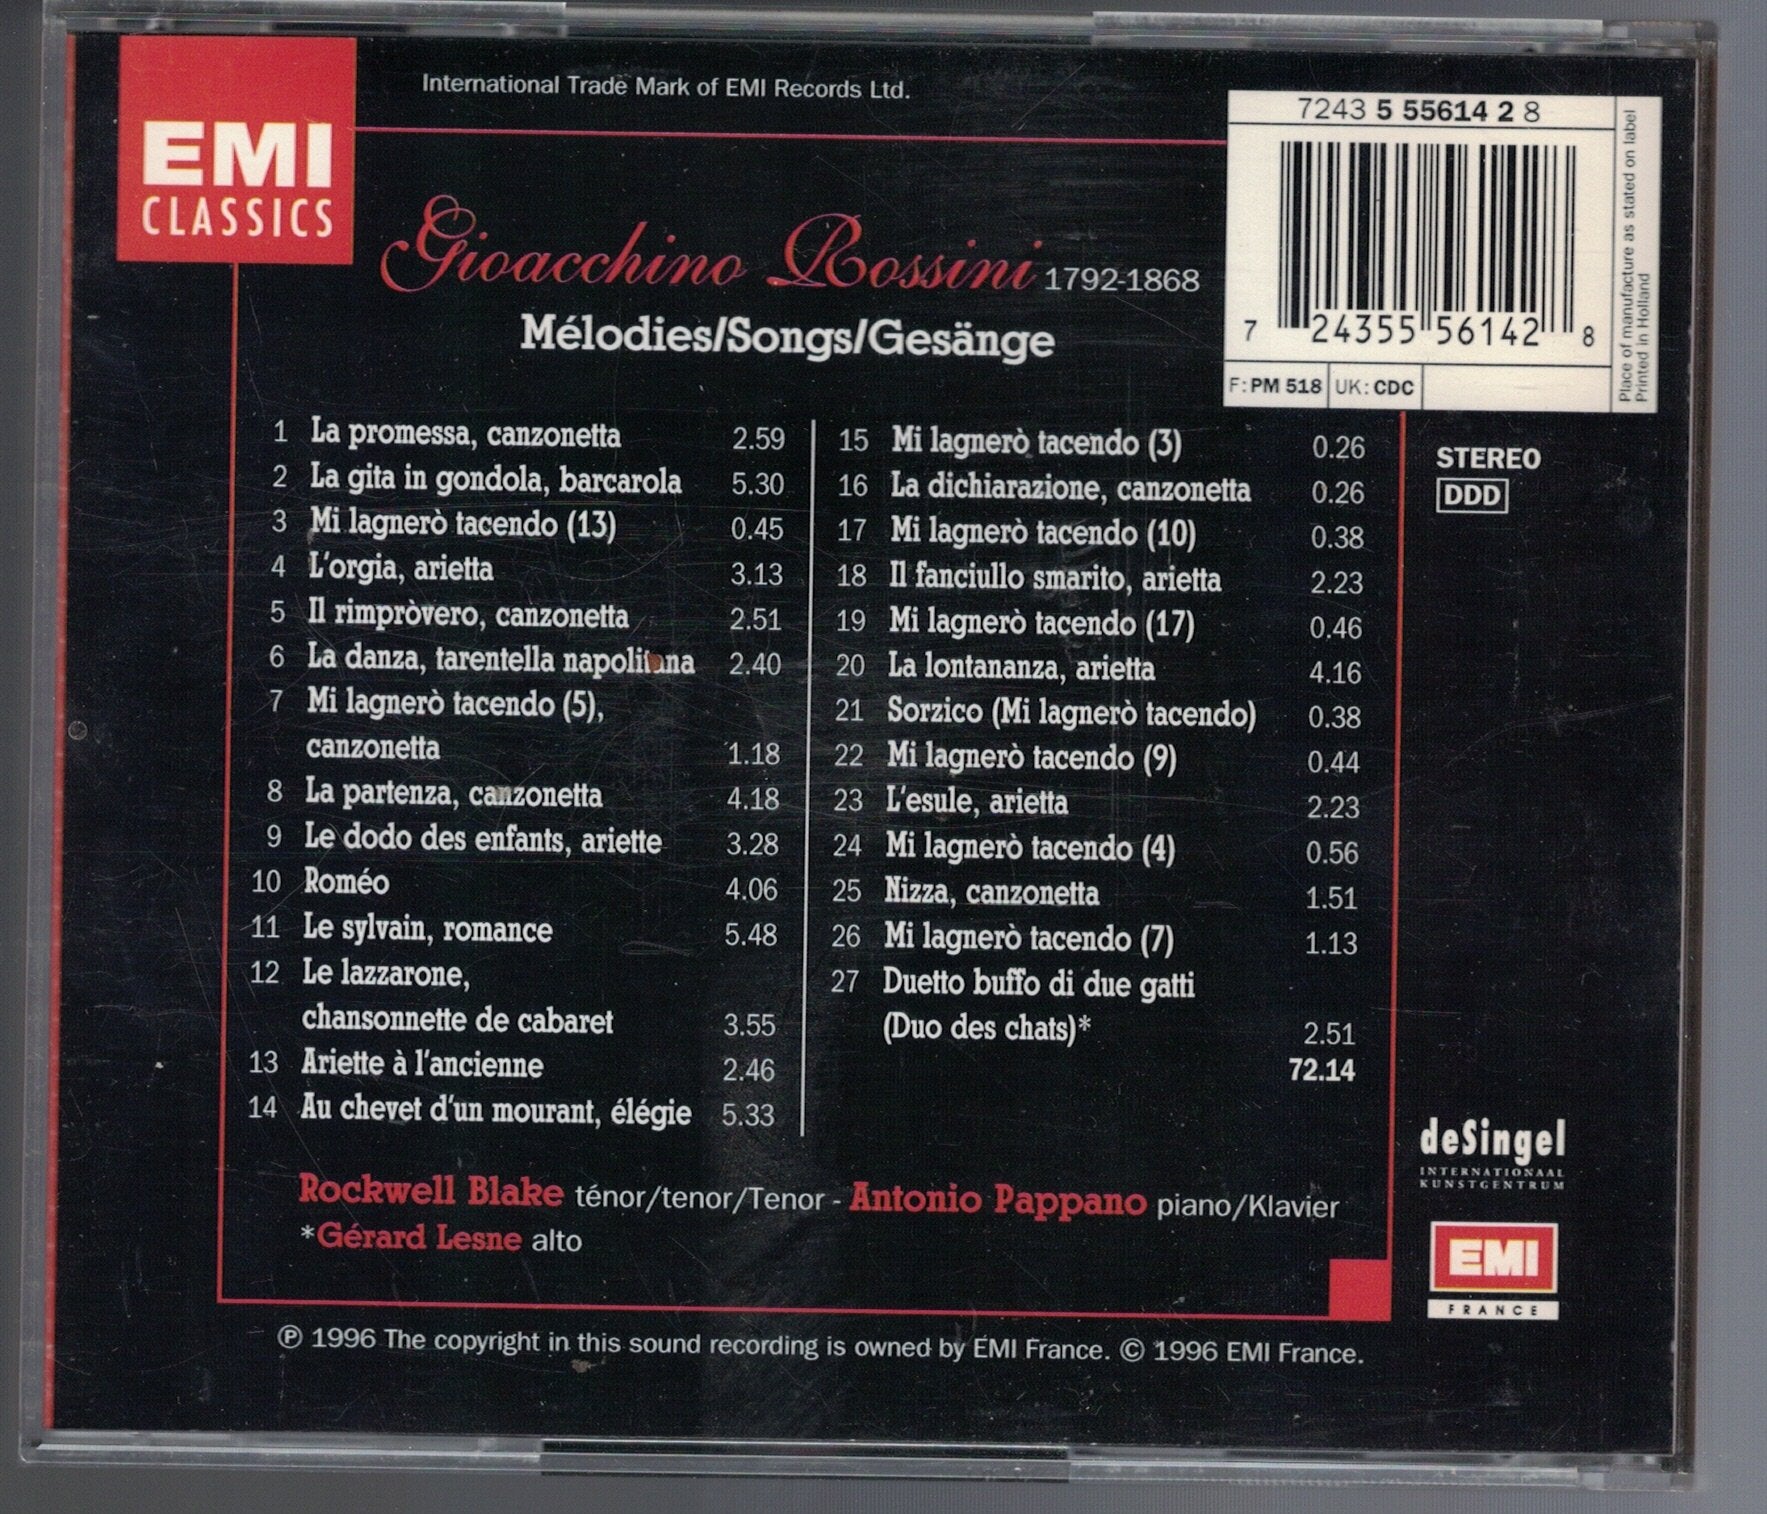 EMI
CLASSICS
International Trade Mark of EMI Records Ltd.
7243 5 55614 2 8
7 24355 56142 8
F: PM 518 UK: CDC
Place of manufacture as stated on label
Printed in Holland
Gioacchino Rossini 1792-1868
Mélodies/Songs/Gesänge
1 La promessa, canzonetta 2.59
2 La gita in gondola, barcarola 5.30
3 Mi lagnerò tacendo (13) 0.45
4 L'orgia, arietta 3.13
5 Il rimpròvero, canzonetta 2.51
6 La danza, tarentella napolitana 2.40
7 Mi lagnerò tacendo (5),
canzonetta 1.18
8 La partenza, canzonetta 4.18
9 Le dodo des enfants, ariette 3.28
10 Roméo 4.06
11 Le sylvain, romance 5.48
12 Le lazzarone,
chansonnette de cabaret 3.55
13 Ariette à l'ancienne 2.46
14 Au chevet d'un mourant, élégie 5.33
15 Mi lagnerò tacendo (3) 0.26
16 La dichiarazione, canzonetta 0.26
17 Mi lagnerò tacendo (10) 0.38
18 Il fanciullo smarito, arietta 2.23
19 Mi lagnerò tacendo (17) 0.46
20 La lontananza, arietta 4.16
21 Sorzico (Mi lagnerò tacendo) 0.38
22 Mi lagnerò tacendo (9) 0.44
23 L'esule, arietta 2.23
24 Mi lagnerò tacendo (4) 0.56
25 Nizza, canzonetta 1.51
26 Mi lagnerò tacendo (7) 1.13
27 Duetto buffo di due gatti
(Duo des chats)* 2.51
72.14
STEREO
DDD
Rockwell Blake ténor/tenor/Tenor - Antonio Pappano piano/Klavier
*Gérard Lesne alto
deSingel
INTERNATIONAAL
KUNSTGENTRUM
EMI
FRANCE
℗ 1996 The copyright in this sound recording is owned by EMI France. © 1996 EMI France.